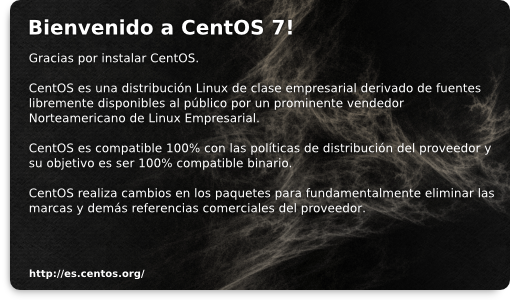 Bienvenido a CentOS 7!
Gracias por instalar CentOS.
CentOS es una distribución Linux de clase empresarial derivado de fuentes
libremente disponibles al público por un prominente vendedor
Norteamericano de Linux Empresarial.
CentOS es compatible 100% con las políticas de distribución del proveedor y
su objetivo es ser 100% compatible binario.
CentOS realiza cambios en los paquetes para fundamentalmente eliminar las
marcas y demás referencias comerciales del proveedor.
http://es.centos.org/